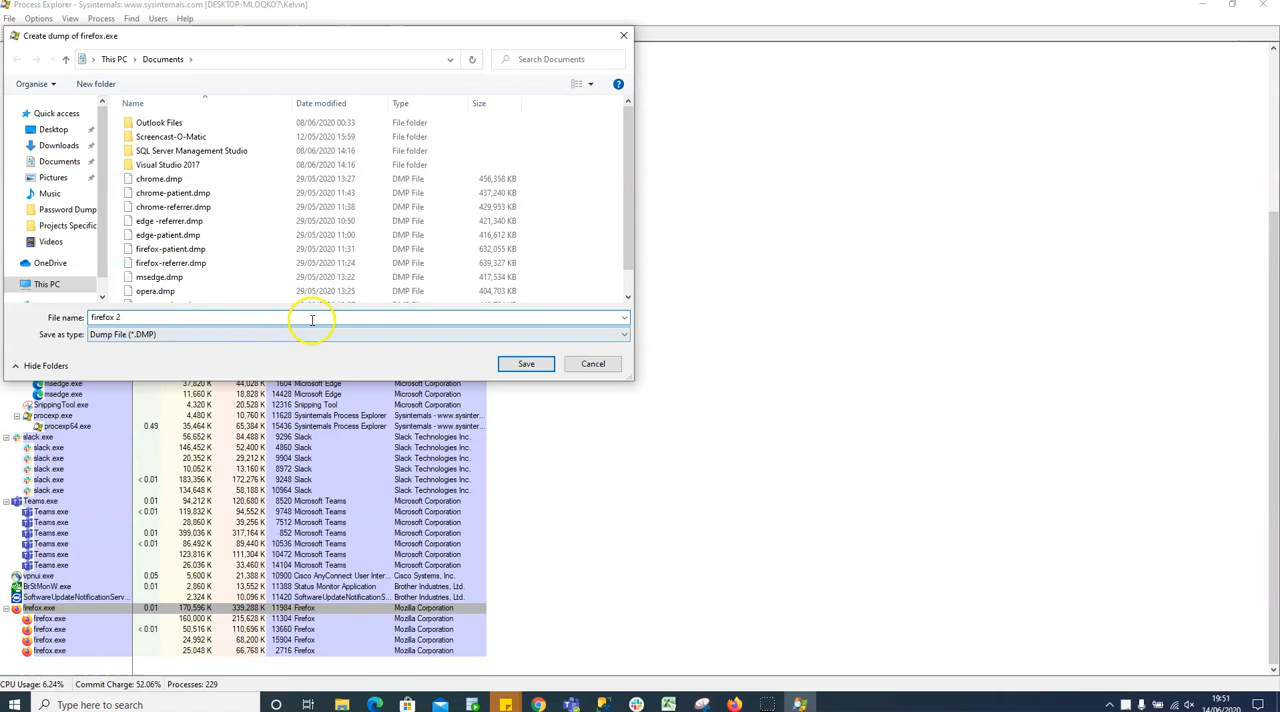 Process Explorer - Sysinternals: www.sysinternals.com [DESKTOP-MLOQKO7\Kelvin]
File Options View Process Find Users Help
Create dump of firefox.exe
This PC > Documents > Search Documents
Organise New folder
Name Date modified Type Size
Quick access
Desktop
Downloads
Documents
Pictures
Music
Password Dump
Projects Specific
Videos
OneDrive
This PC
Outlook Files 08/06/2020 00:33 File folder
Screencast-O-Matic 12/05/2020 15:59 File folder
SQL Server Management Studio 08/06/2020 14:16 File folder
Visual Studio 2017 08/06/2020 14:16 File folder
chrome.dmp 29/05/2020 13:27 DMP File 456,358 KB
chrome-patient.dmp 29/05/2020 11:43 DMP File 437,240 KB
chrome-referrer.dmp 29/05/2020 11:38 DMP File 429,953 KB
edge -referrer.dmp 29/05/2020 10:50 DMP File 421,340 KB
edge-patient.dmp 29/05/2020 11:00 DMP File 416,612 KB
firefox-patient.dmp 29/05/2020 11:31 DMP File 632,055 KB
firefox-referrer.dmp 29/05/2020 11:24 DMP File 639,327 KB
msedge.dmp 29/05/2020 13:22 DMP File 417,534 KB
opera.dmp 29/05/2020 13:25 DMP File 404,703 KB
File name: firefox 2
Save as type: Dump File (*.DMP)
Hide Folders Save Cancel
msedge.exe 37,820 K 44,028 K 1604 Microsoft Edge Microsoft Corporation
msedge.exe 11,660 K 18,828 K 14428 Microsoft Edge Microsoft Corporation
SnippingTool.exe 4,320 K 20,528 K 12316 Snipping Tool Microsoft Corporation
procexp.exe 4,480 K 10,760 K 11628 Sysinternals Process Explorer Sysinternals - www.sysinter...
procexp64.exe 0.49 35,464 K 65,384 K 15436 Sysinternals Process Explorer Sysinternals - www.sysinter...
slack.exe 56,652 K 84,488 K 9296 Slack Slack Technologies Inc.
slack.exe 146,452 K 52,400 K 4860 Slack Slack Technologies Inc.
slack.exe 20,352 K 29,212 K 9904 Slack Slack Technologies Inc.
slack.exe 10,052 K 13,160 K 8972 Slack Slack Technologies Inc.
slack.exe < 0.01 183,356 K 172,276 K 9248 Slack Slack Technologies Inc.
slack.exe 134,648 K 58,188 K 10964 Slack Slack Technologies Inc.
Teams.exe 0.01 94,212 K 120,680 K 8520 Microsoft Teams Microsoft Corporation
Teams.exe < 0.01 119,832 K 94,552 K 9748 Microsoft Teams Microsoft Corporation
Teams.exe 28,860 K 39,256 K 7512 Microsoft Teams Microsoft Corporation
Teams.exe 399,036 K 317,164 K 852 Microsoft Teams Microsoft Corporation
Teams.exe < 0.01 86,492 K 89,440 K 10536 Microsoft Teams Microsoft Corporation
Teams.exe 123,816 K 111,304 K 10472 Microsoft Teams Microsoft Corporation
Teams.exe 26,036 K 33,460 K 14104 Microsoft Teams Microsoft Corporation
vpnui.exe 0.05 5,600 K 21,388 K 10900 Cisco AnyConnect User Inter... Cisco Systems, Inc.
BrStMonW.exe 0.01 2,860 K 13,552 K 11388 Status Monitor Application Brother Industries, Ltd.
SoftwareUpdateNotificationServ... 2,324 K 10,096 K 11420 SoftwareUpdateNotificationS... Brother Industries, Ltd.
firefox.exe 0.01 170,596 K 339,288 K 11984 Firefox Mozilla Corporation
firefox.exe 160,000 K 215,628 K 11304 Firefox Mozilla Corporation
firefox.exe < 0.01 50,516 K 110,696 K 13660 Firefox Mozilla Corporation
firefox.exe 24,992 K 68,200 K 15904 Firefox Mozilla Corporation
firefox.exe 25,048 K 66,768 K 2716 Firefox Mozilla Corporation
CPU Usage: 6.24% Commit Charge: 52.06% Processes: 229
Type here to search
19:51
14/06/2020